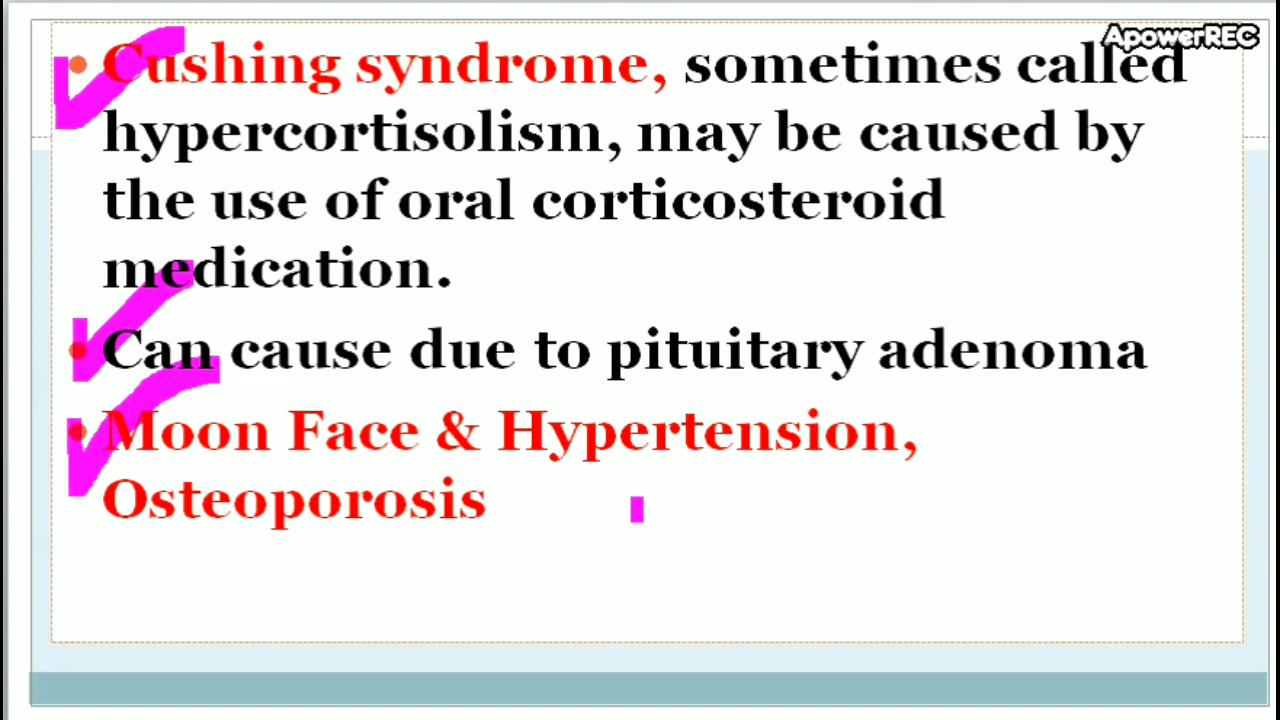 ApowerREC
• Cushing syndrome, sometimes called
hypercortisolism, may be caused by
the use of oral corticosteroid
medication.
• Can cause due to pituitary adenoma
• Moon Face & Hypertension,
Osteoporosis